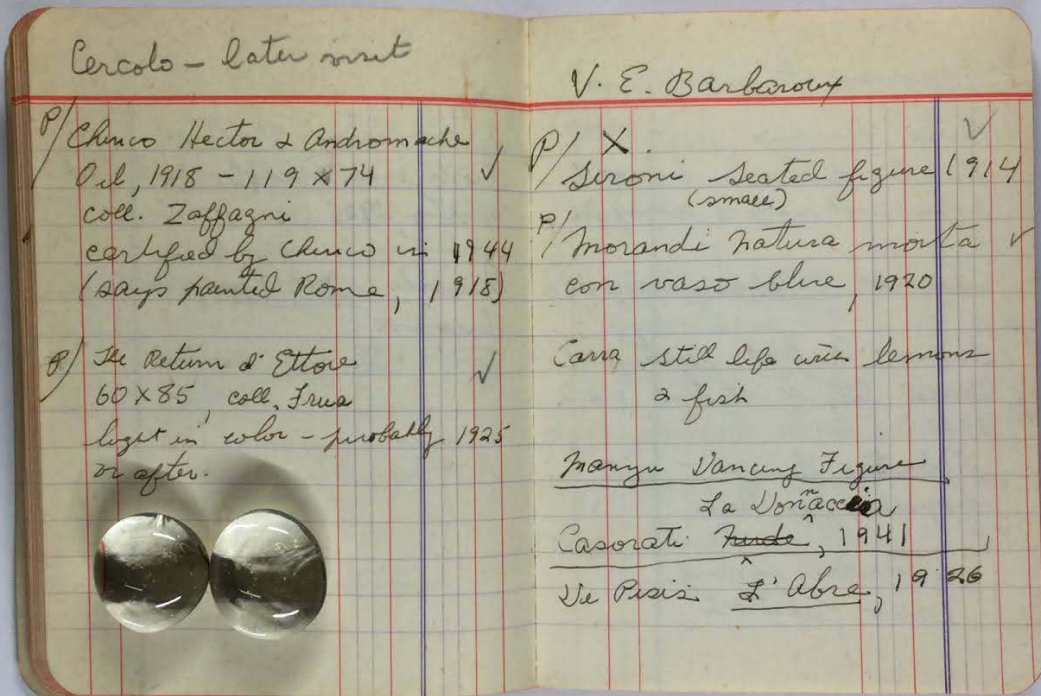 Cercolo - later visit
P/ Chirico Hector & Andromache
Oil, 1918 - 119 x 74 ✓
coll. Zaffagni
certified by Chirico in 1944
(says painted Rome, 1918)
P/ The Return d'Ettore
60 X 85, coll. Frua ✓
light in color - probably 1925
or after.
V. E. Barbaroux
P/ X. ✓
Sironi seated figure 1914
(small)
P/ Morandi natura morta ✓
con vaso blue, 1920
Carra still life with lemons
& fish
Manzu Dancing Figure
La Donnaccia
Casorati Nude, 1941
De Pisis L'Abre, 1926